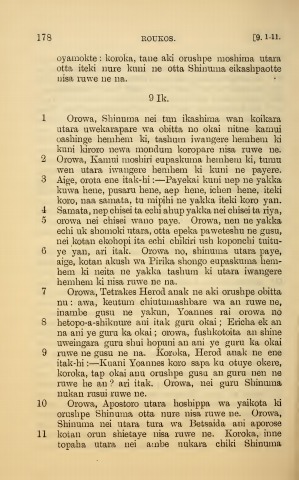 178 ROUKOS. [9. 1-11.
oyamokte : koroka, tane aki orushpe moshima utara
otta iteki nure kuni ne otta Shinuma eikashpaotte
nisa ruwe ne na.
9 Ik.
1 Orowa, Shinuma nei tun ikashima wan koikara
utara uwekarapare wa obitta no okai nitne kamui
oashinge hemhem ki, tashum iwangere hemhem ki
kuni kiroro newa mondum koropare nisa ruwe ne.
2 Orowa, Kamui moshiri eupaskuma hemhem ki, tumu
wen utara iwangere hemhem ki kuni ne payere.
3 Aige, orota ene itak-hi :—Payekai kuni nep ne yakka
kuwa hene, pusaru hene, aep hene, ichen hene, iteki
koro, naa samata, tu mipihi ne yakka iteki koro yan.
4 Samata, nep chisei ta echi ahup yakka nei chisei ta riya,
5 orowa nei chisei wano paye. Orowa, nen ne yakka
echi uk shomoki utara, otta epeka paweteshu ne gusu,
nei kotan ekohopi ita echi chikiri ush koponchi tuitu-
6 ye yan, ari itak. Orowa no, shinuma utara paye,
aige, kotan akush wa Pirika shongo eupaskuma hem-
hem ki neita ne yakka tashum ki utara iwangere
hemhem ki nisa ruwe ne na.
7 Orowa, Tetrakes Herod anak ne aki orushpe obitta
nu : awa, keutum chiutumashbare wa an ruwe ne,
inambe gusu ne yakun, Yoannes rai orowa no
8 hetopo-a-shiknure ani itak guru okai ; Ericha ek an
na ani ye guru ka okai ; orowa, fushkotoita an shine
uweingara guru shui hopuni an ani ye guru ka okai
9 ruwe ne gusu ne na. Koroka, Herod anak ne ene
itak-hi :—Kuani Yoannes koro sapa ku otuye okere,
koroka, tap okai anu orushpe gusu an guru nen ne
ruwe he an ? ari itak. Orowa, nei guru Shinuma
nukan rusui ruwe ne.
10 Orowa, Apostoro utara hoshippa wa yaikota ki
orushpe Shinuma otta nure nisa ruwe ne. Orowa,
Shinuma nei utara tura wa Betsaida ani aporose
11 kotan orun shietaye nisa ruwe ne. Koroka, inne
topaha utara nei ambe nukara chiki Shinuma